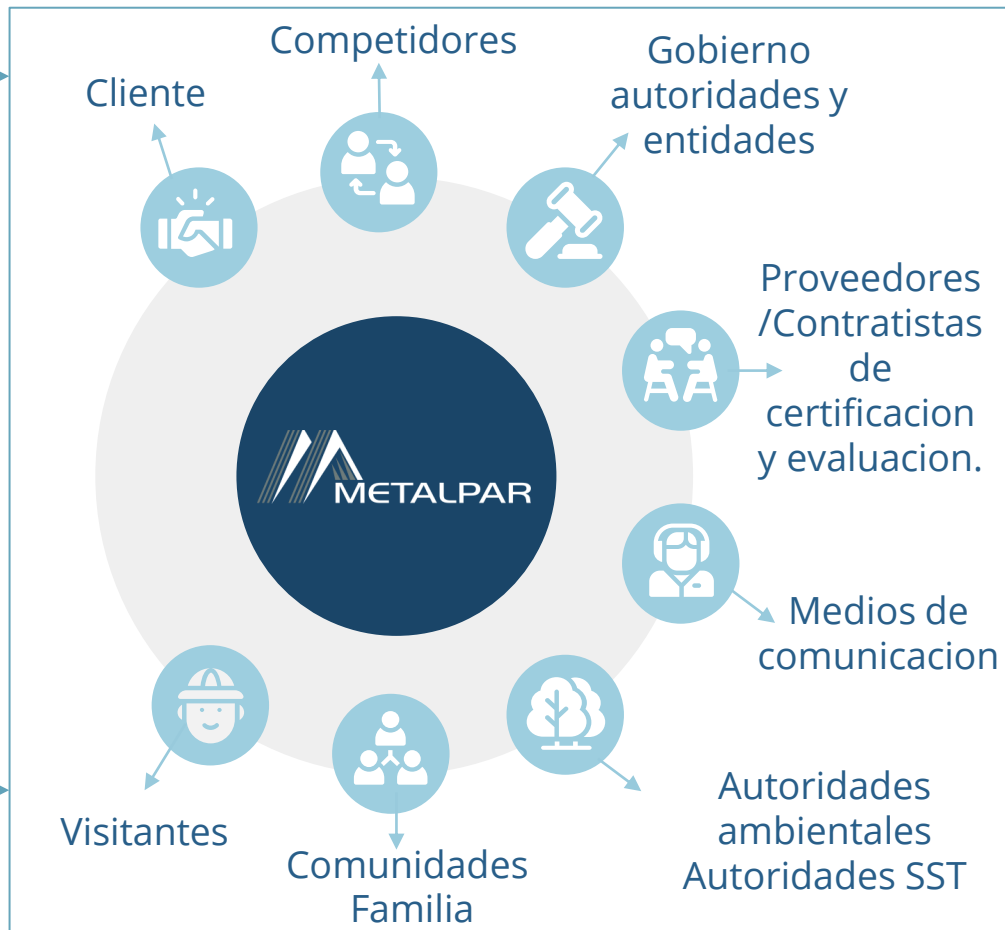 Competidores
Cliente
Gobierno
autoridades y
entidades
Proveedores
/Contratistas
de
certificacion
y evaluacion.
METALPAR
Medios de
comunicacion
Autoridades
ambientales
Autoridades SST
Visitantes
Comunidades
Familia